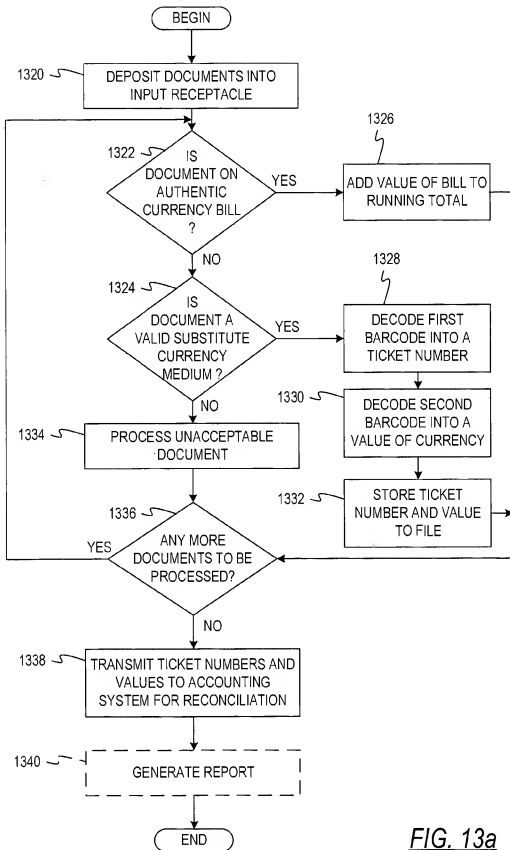 BEGIN
1320
DEPOSIT DOCUMENTS INTO
INPUT RECEPTACLE
1322
IS
DOCUMENT ON
AUTHENTIC
CURRENCY BILL
?
YES
1326
ADD VALUE OF BILL TO
RUNNING TOTAL
NO
1324
IS
DOCUMENT A
VALID SUBSTITUTE
CURRENCY
MEDIUM ?
YES
1328
DECODE FIRST
BARCODE INTO A
TICKET NUMBER
1330
DECODE SECOND
BARCODE INTO A
VALUE OF CURRENCY
1332
STORE TICKET
NUMBER AND VALUE
TO FILE
NO
1334
PROCESS UNACCEPTABLE
DOCUMENT
1336
YES
ANY MORE
DOCUMENTS TO BE
PROCESSED?
NO
1338
TRANSMIT TICKET NUMBERS AND
VALUES TO ACCOUNTING
SYSTEM FOR RECONCILIATION
1340
GENERATE REPORT
END
FIG. 13a